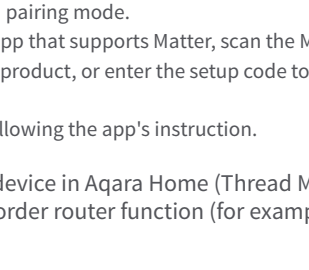 pairing mode.
pp that supports Matter, scan the M
product, or enter the setup code to
llowing the app's instruction.
device in Aqara Home (Thread M
order router function (for examp